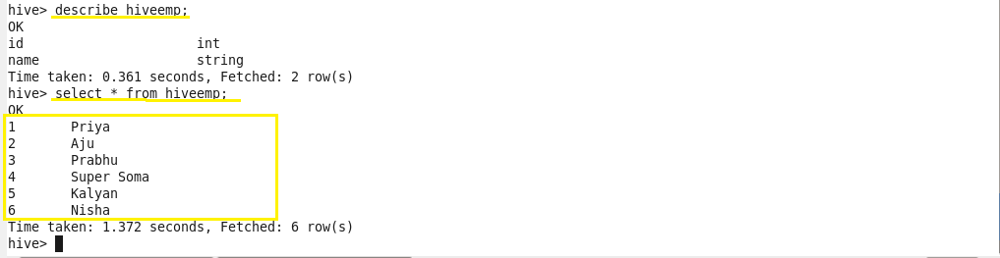 hive> describe hiveemp;
OK
id                      int
name                    string
Time taken: 0.361 seconds, Fetched: 2 row(s)
hive> select * from hiveemp;
OK
1       Priya
2       Aju
3       Prabhu
4       Super Soma
5       Kalyan
6       Nisha
Time taken: 1.372 seconds, Fetched: 6 row(s)
hive>